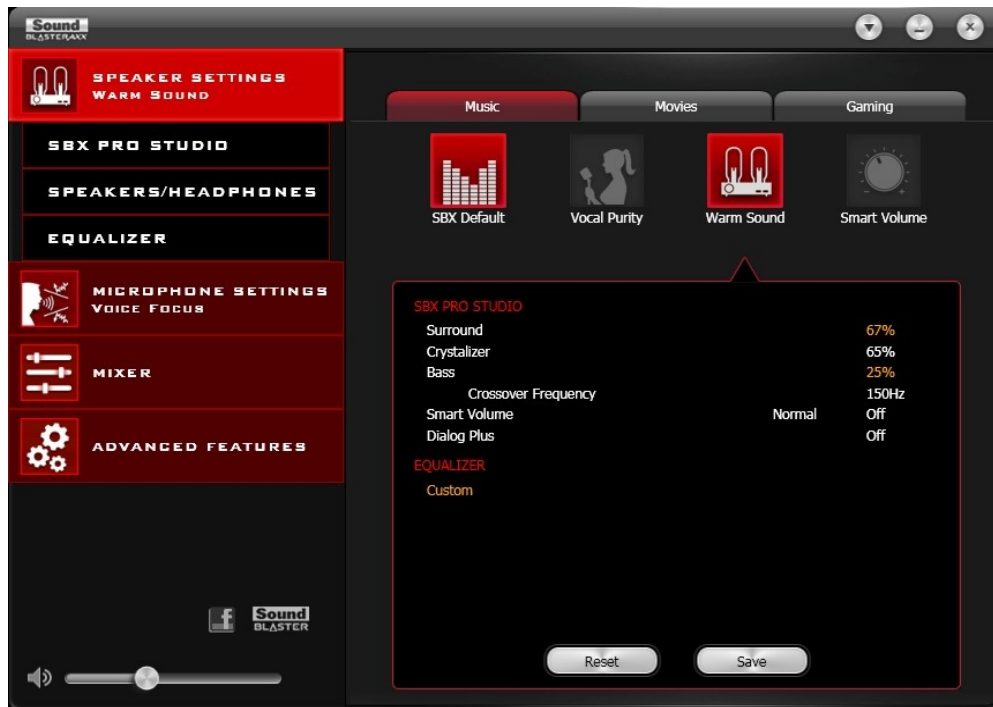 Sound
BLASTERAXX
SPEAKER SETTINGS
WARM SOUND
SBX PRO STUDIO
SPEAKERS/HEADPHONES
EQUALIZER
MICROPHONE SETTINGS
VOICE FOCUS
MIXER
ADVANCED FEATURES
f Sound
BLASTER
Music Movies Gaming
SBX Default Vocal Purity Warm Sound Smart Volume
SBX PRO STUDIO
Surround 67%
Crystalizer 65%
Bass 25%
Crossover Frequency 150Hz
Smart Volume Normal Off
Dialog Plus Off
EQUALIZER
Custom
Reset Save